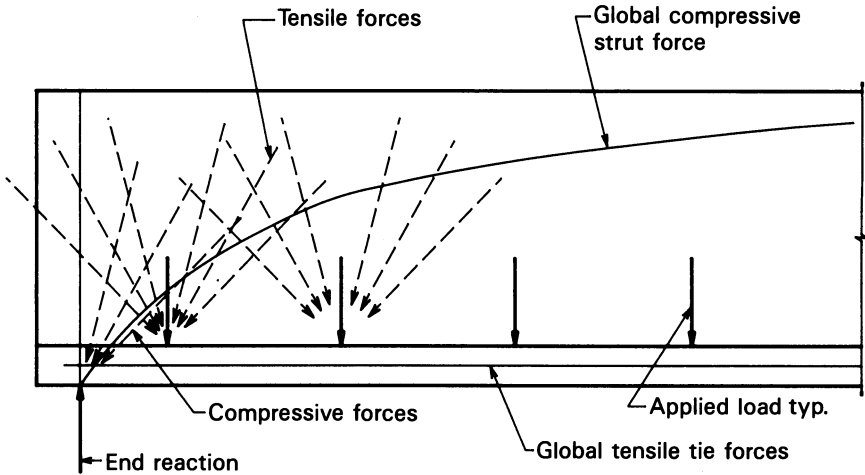 Tensile forces
Global compressive
strut force
Compressive forces
Applied load typ.
Global tensile tie forces
End reaction